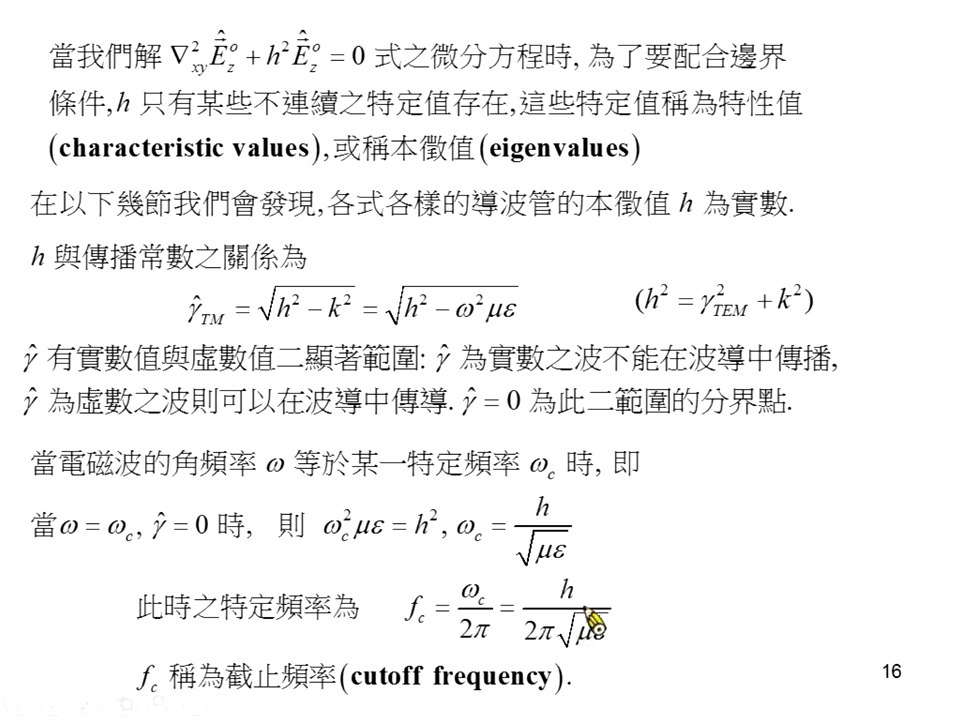 當我們解 ∇²_xy Ê⃗_z^o + h² Ê⃗_z^o = 0 式之微分方程時, 為了要配合邊界
條件, h 只有某些不連續之特定值存在,這些特定值稱為特性值
(characteristic values),或稱本徵值(eigenvalues)
在以下幾節我們會發現,各式各樣的導波管的本徵值 h 為實數.
h 與傳播常數之關係為
γ̂_TM = √(h² − k²) = √(h² − ω²με) (h² = γ²_TEM + k²)
γ̂ 有實數值與虛數值二顯著範圍: γ̂ 為實數之波不能在波導中傳播,
γ̂ 為虛數之波則可以在波導中傳導. γ̂ = 0 為此二範圍的分界點.
當電磁波的角頻率 ω 等於某一特定頻率 ω_c 時, 即
當 ω = ω_c, γ̂ = 0 時, 則 ω_c²με = h², ω_c = h/√(με)
此時之特定頻率為 f_c = ω_c/2π = h/(2π√(με))
f_c 稱為截止頻率(cutoff frequency).
16